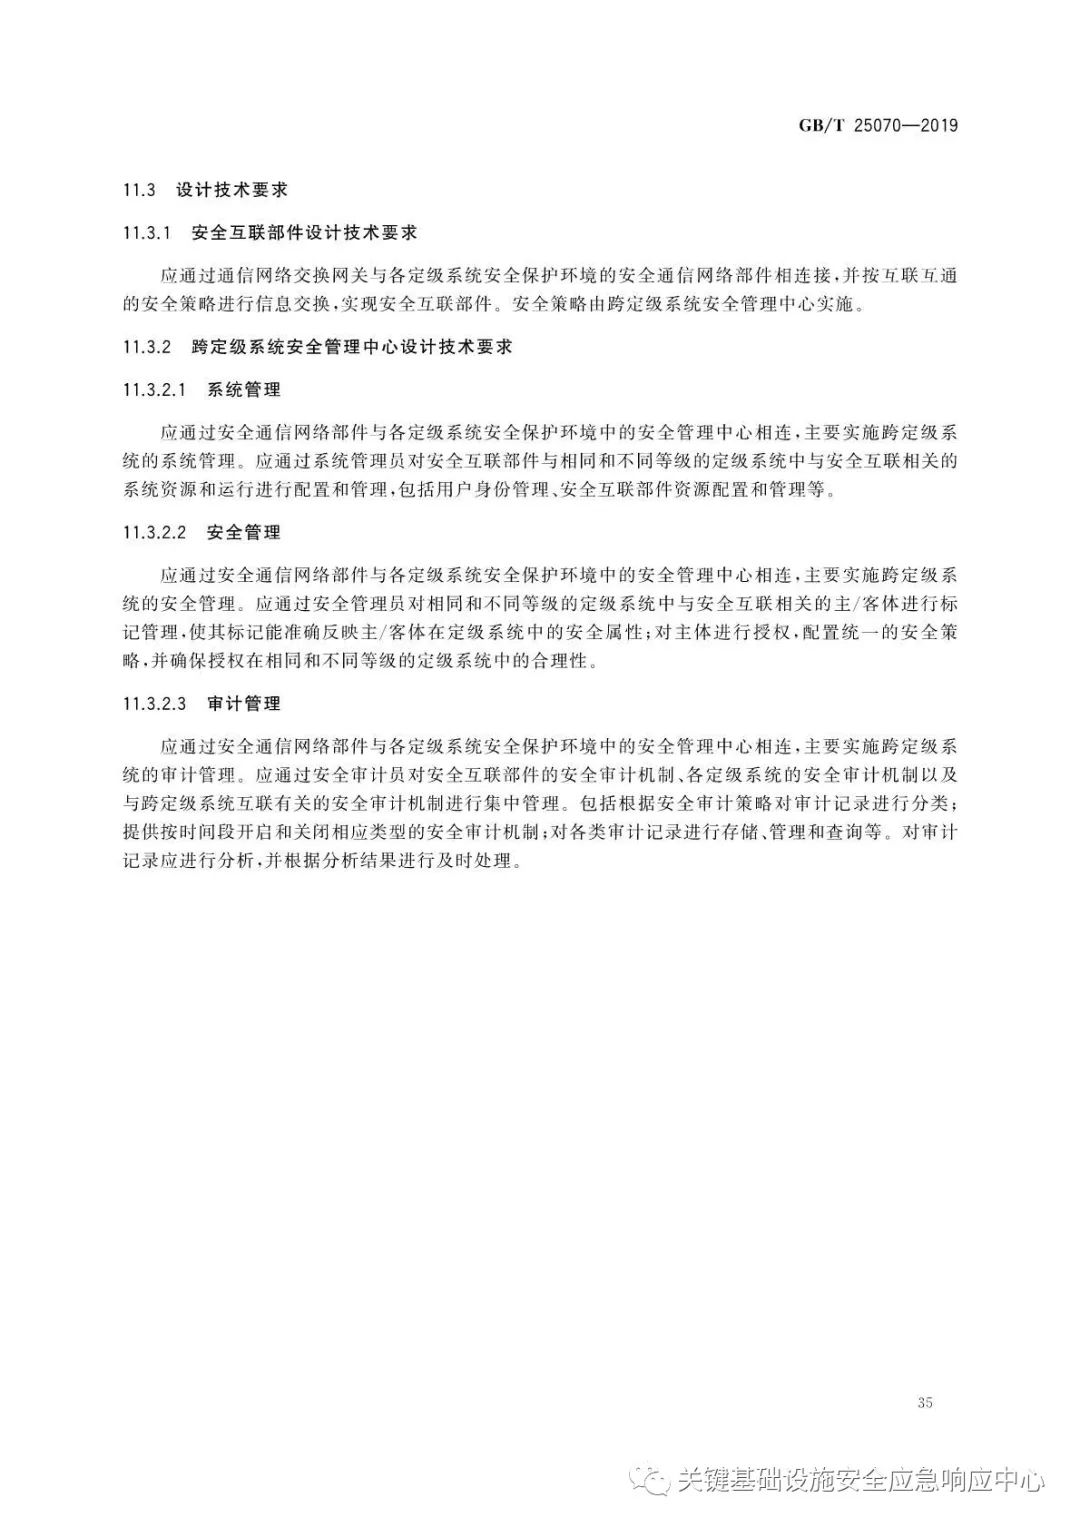 GB/T 25070—2019
11.3 设计技术要求
11.3.1 安全互联部件设计技术要求
应通过通信网络交换网关与各定级系统安全保护环境的安全通信网络部件相连接,并按互联互通
的安全策略进行信息交换,实现安全互联部件。安全策略由跨定级系统安全管理中心实施。
11.3.2 跨定级系统安全管理中心设计技术要求
11.3.2.1 系统管理
应通过安全通信网络部件与各定级系统安全保护环境中的安全管理中心相连,主要实施跨定级系
统的系统管理。应通过系统管理员对安全互联部件与相同和不同等级的定级系统中与安全互联相关的
系统资源和运行进行配置和管理,包括用户身份管理、安全互联部件资源配置和管理等。
11.3.2.2 安全管理
应通过安全通信网络部件与各定级系统安全保护环境中的安全管理中心相连,主要实施跨定级系
统的安全管理。应通过安全管理员对相同和不同等级的定级系统中与安全互联相关的主/客体进行标
记管理,使其标记能准确反映主/客体在定级系统中的安全属性;对主体进行授权,配置统一的安全策
略,并确保授权在相同和不同等级的定级系统中的合理性。
11.3.2.3 审计管理
应通过安全通信网络部件与各定级系统安全保护环境中的安全管理中心相连,主要实施跨定级系
统的审计管理。应通过安全审计员对安全互联部件的安全审计机制、各定级系统的安全审计机制以及
与跨定级系统互联有关的安全审计机制进行集中管理。包括根据安全审计策略对审计记录进行分类;
提供按时间段开启和关闭相应类型的安全审计机制;对各类审计记录进行存储、管理和查询等。对审计
记录应进行分析,并根据分析结果进行及时处理。
35
关键基础设施安全应急响应中心